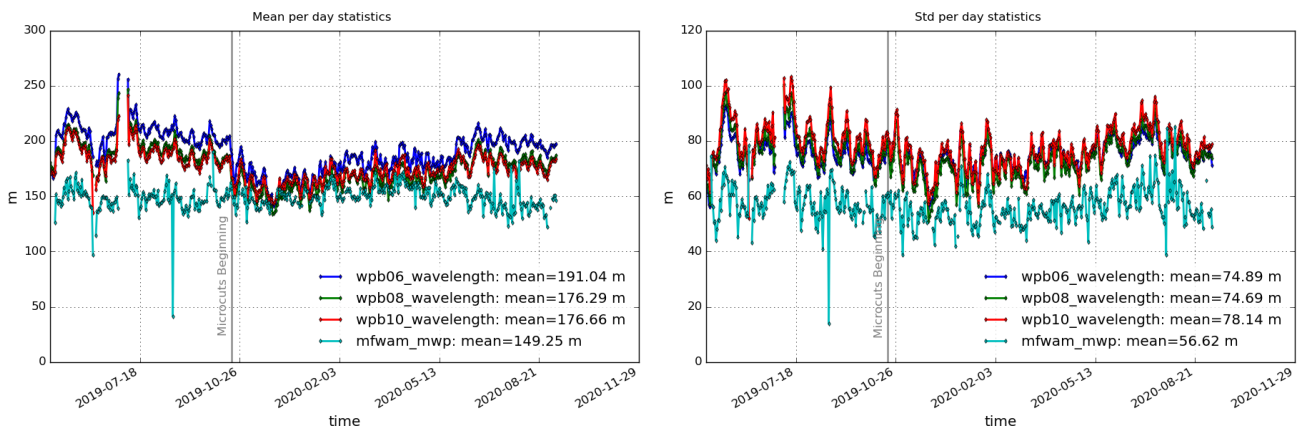 Mean per day statistics
300
250
200
150
100
50
0
m
Microcuts Beginning
wpb06_wavelength: mean=191.04 m
wpb08_wavelength: mean=176.29 m
wpb10_wavelength: mean=176.66 m
mfwam_mwp: mean=149.25 m
2019-07-18
2019-10-26
2020-02-03
2020-05-13
2020-08-21
2020-11-29
time
Std per day statistics
120
100
80
60
40
20
0
m
Microcuts Beginning
wpb06_wavelength: mean=74.89 m
wpb08_wavelength: mean=74.69 m
wpb10_wavelength: mean=78.14 m
mfwam_mwp: mean=56.62 m
2019-07-18
2019-10-26
2020-02-03
2020-05-13
2020-08-21
2020-11-29
time